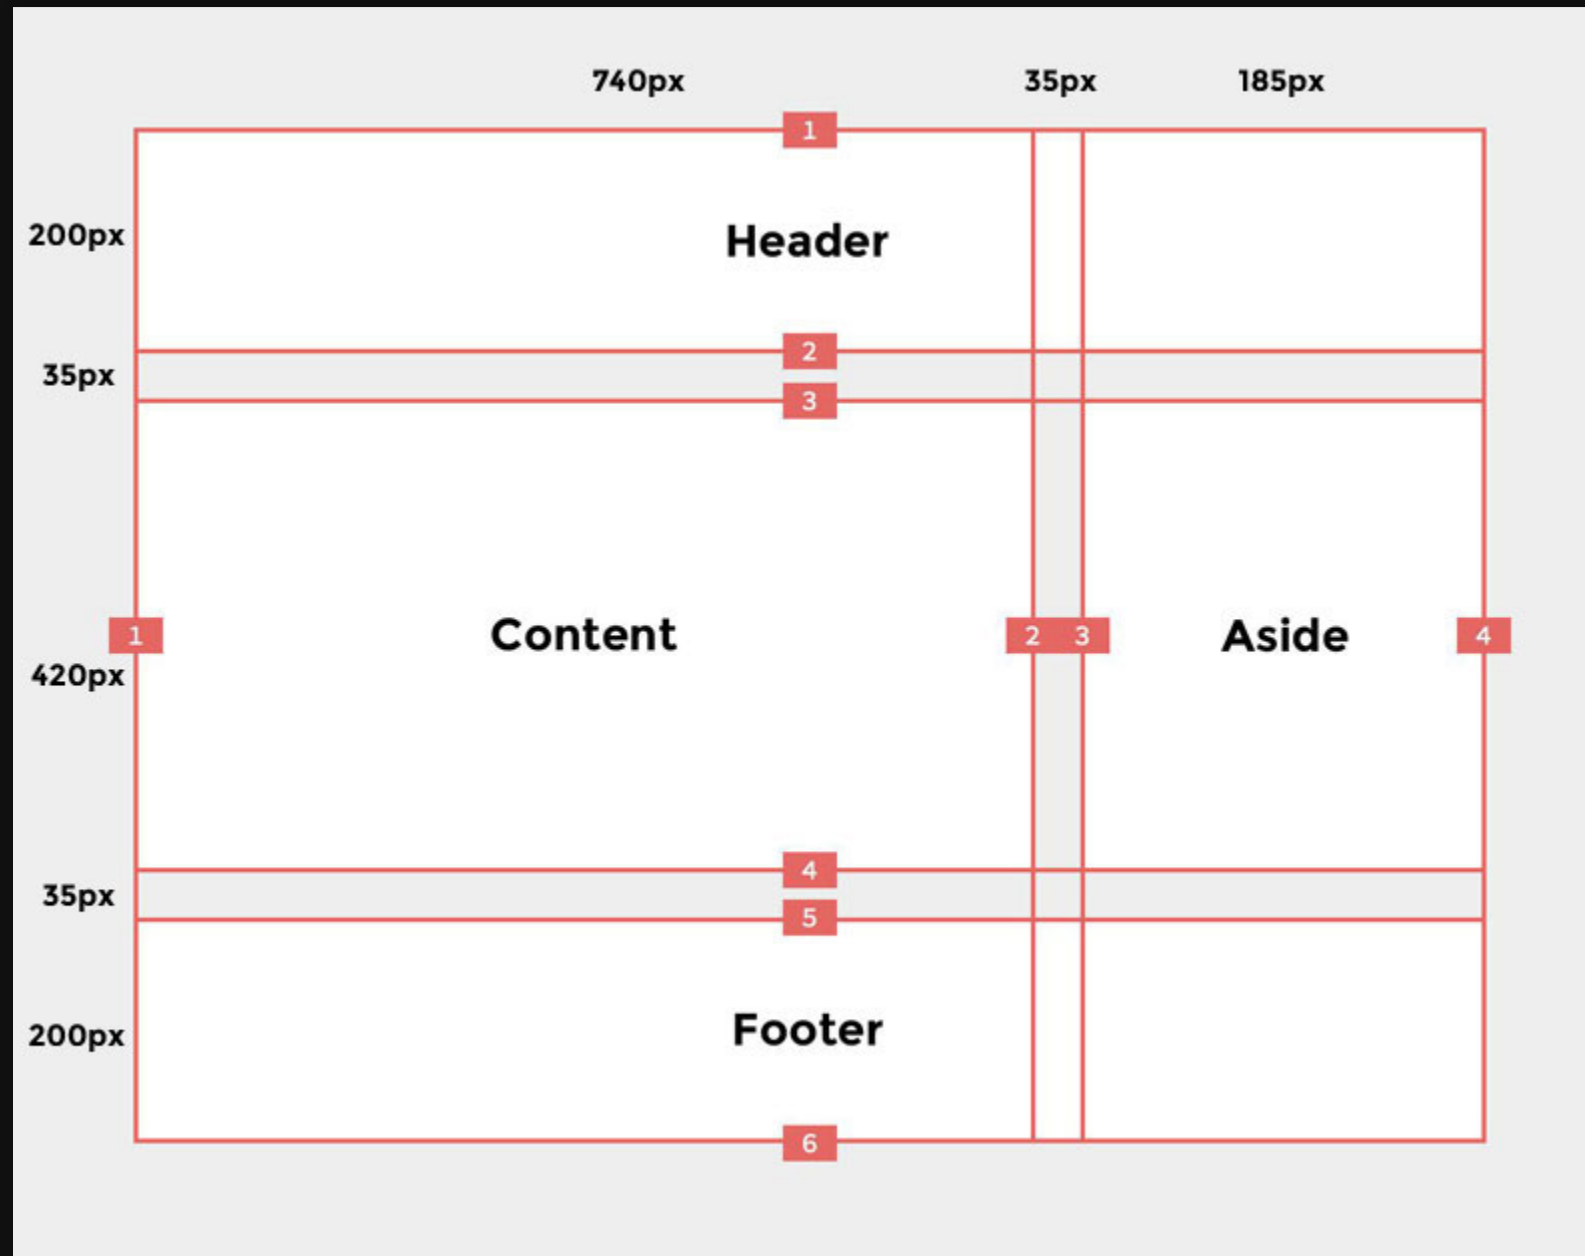 740px 35px 185px
1
200px
Header
2
35px
3
1 Content 2 3 Aside 4
420px
4
35px
5
200px
Footer
6